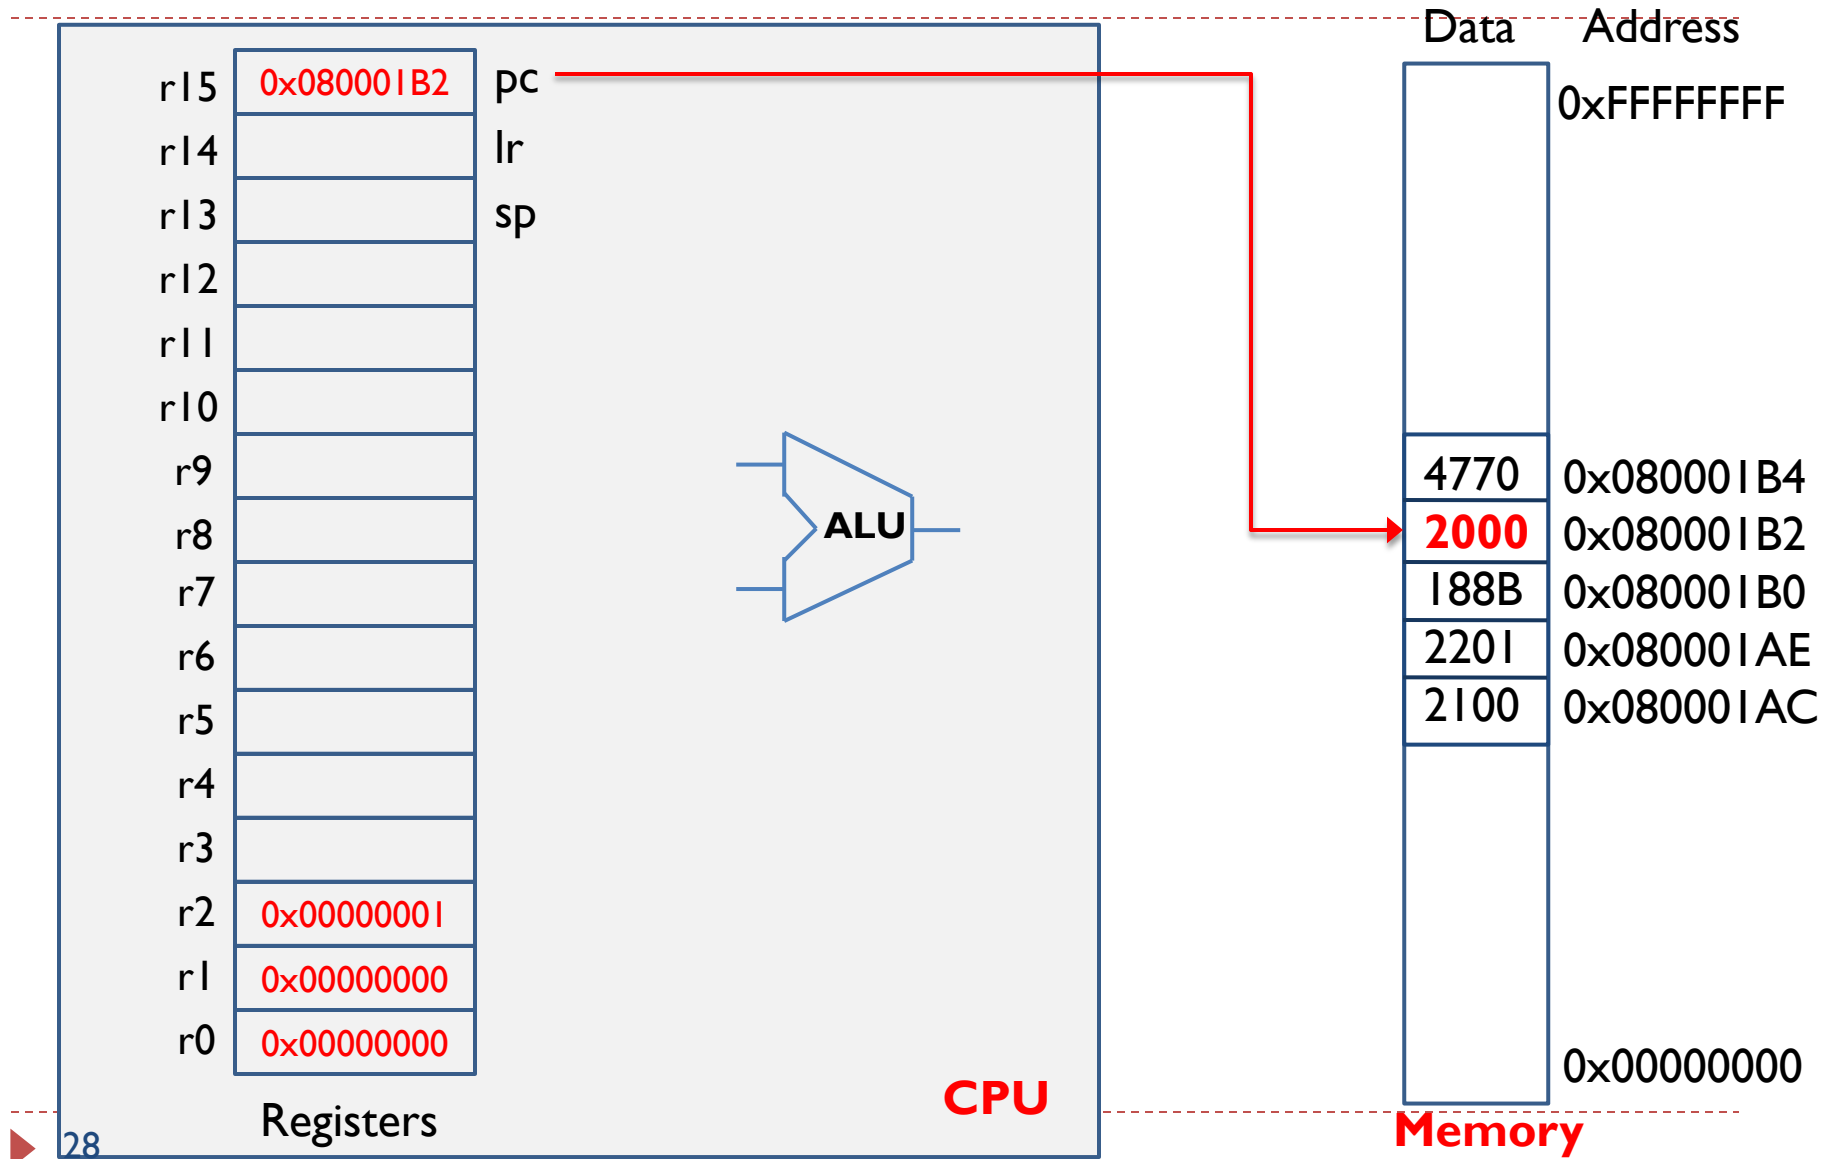 Data Address
r15 0x080001B2 pc
0xFFFFFFFF
r14 lr
r13 sp
r12
r11
r10
r9
4770 0x080001B4
r8
ALU
2000 0x080001B2
r7
188B 0x080001B0
r6
2201 0x080001AE
r5
2100 0x080001AC
r4
r3
r2 0x00000001
r1 0x00000000
r0 0x00000000
0x00000000
CPU
Registers
Memory
28